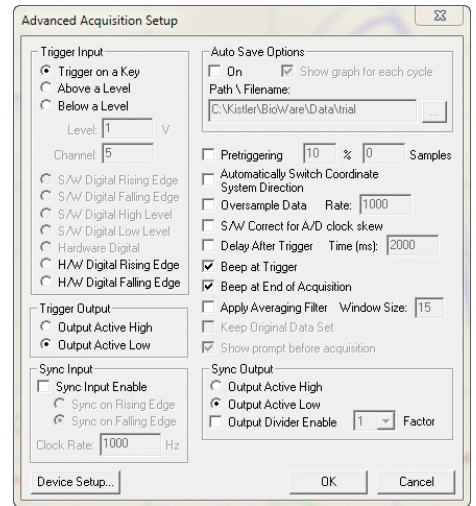 Advanced Acquisition Setup
Trigger Input
Trigger on a Key
Above a Level
Below a Level
Level: 1 V
Channel: 5
S/W Digital Rising Edge
S/W Digital Falling Edge
S/W Digital High Level
S/W Digital Low Level
Hardware Digital
H/W Digital Rising Edge
H/W Digital Falling Edge
Trigger Output
Output Active High
Output Active Low
Sync Input
Sync Input Enable
Sync on Rising Edge
Sync on Falling Edge
Clock Rate: 1000 Hz
Device Setup...
Auto Save Options
On Show graph for each cycle
Path \ Filename:
C:\Kistler\BioWare\Data\trial ...
Pretriggering 10 % 0 Samples
Automatically Switch Coordinate
System Direction
Oversample Data Rate: 1000
S/W Correct for A/D clock skew
Delay After Trigger Time (ms): 2000
Beep at Trigger
Beep at End of Acquisition
Apply Averaging Filter Window Size: 15
Keep Original Data Set
Show prompt before acquisition
Sync Output
Output Active High
Output Active Low
Output Divider Enable 1 Factor
OK Cancel